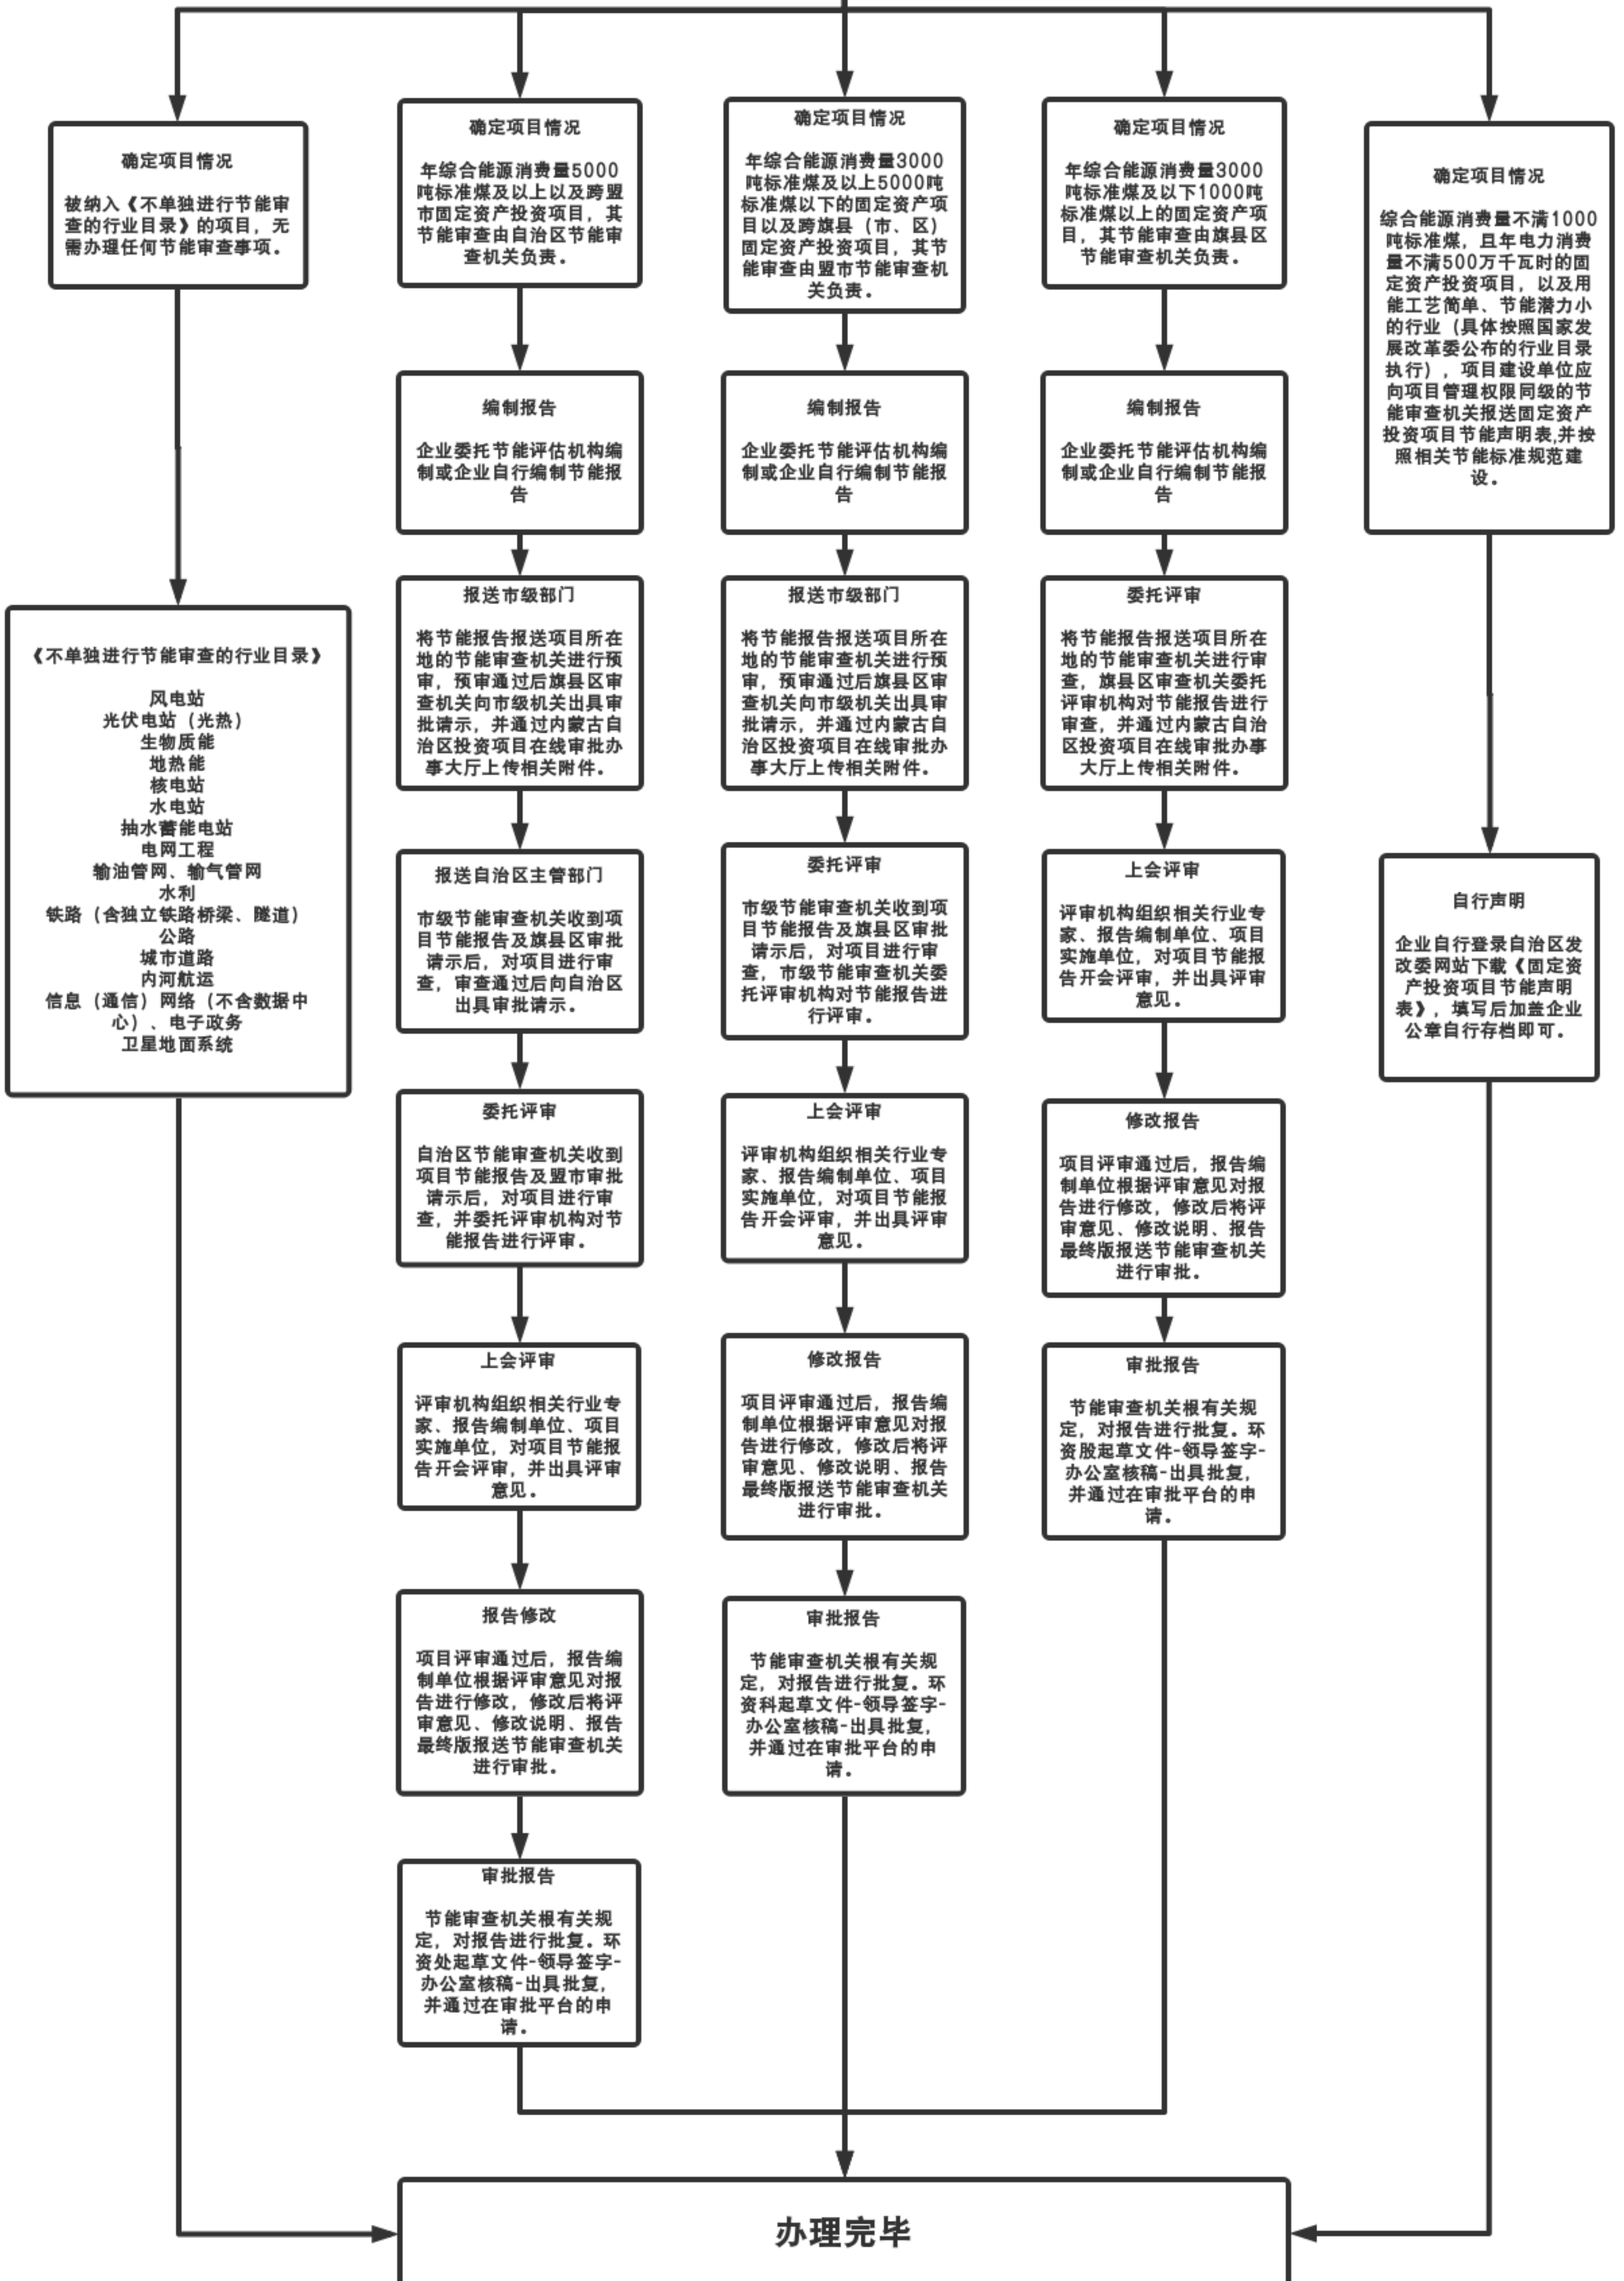 确定项目情况
被纳入《不单独进行节能审
查的行业目录》的项目，无
需办理任何节能审查事项。
《不单独进行节能审查的行业目录》
风电站
光伏电站（光热）
生物质能
地热能
核电站
水电站
抽水蓄能电站
电网工程
输油管网、输气管网
水利
铁路（含独立铁路桥梁、隧道）
公路
城市道路
内河航运
信息（通信）网络（不含数据中
心）、电子政务
卫星地面系统
确定项目情况
年综合能源消费量5000
吨标准煤及以上以及跨盟
市固定资产投资项目，其
节能审查由自治区节能审
查机关负责。
编制报告
企业委托节能评估机构编
制或企业自行编制节能报
告
报送市级部门
将节能报告报送项目所在
地的节能审查机关进行预
审，预审通过后旗县区审
查机关向市级机关出具审
批请示，并通过内蒙古自
治区投资项目在线审批办
事大厅上传相关附件。
报送自治区主管部门
市级节能审查机关收到项
目节能报告及旗县区审批
请示后，对项目进行审
查，审查通过后向自治区
出具审批请示。
委托评审
自治区节能审查机关收到
项目节能报告及盟市审批
请示后，对项目进行审
查，并委托评审机构对节
能报告进行评审。
上会评审
评审机构组织相关行业专
家、报告编制单位、项目
实施单位，对项目节能报
告开会评审，并出具评审
意见。
报告修改
项目评审通过后，报告编
制单位根据评审意见对报
告进行修改，修改后将评
审意见、修改说明、报告
最终版报送节能审查机关
进行审批。
审批报告
节能审查机关根有关规
定，对报告进行批复。环
资处起草文件-领导签字-
办公室核稿-出具批复，
并通过在审批平台的申
请。
确定项目情况
年综合能源消费量3000
吨标准煤及以上5000吨
标准煤以下的固定资产项
目以及跨旗县（市、区）
固定资产投资项目，其节
能审查由盟市节能审查机
关负责。
编制报告
企业委托节能评估机构编
制或企业自行编制节能报
告
报送市级部门
将节能报告报送项目所在
地的节能审查机关进行预
审，预审通过后旗县区审
查机关向市级机关出具审
批请示，并通过内蒙古自
治区投资项目在线审批办
事大厅上传相关附件。
委托评审
市级节能审查机关收到项
目节能报告及旗县区审批
请示后，对项目进行审
查，市级节能审查机关委
托评审机构对节能报告进
行评审。
上会评审
评审机构组织相关行业专
家、报告编制单位、项目
实施单位，对项目节能报
告开会评审，并出具评审
意见。
修改报告
项目评审通过后，报告编
制单位根据评审意见对报
告进行修改，修改后将评
审意见、修改说明、报告
最终版报送节能审查机关
进行审批。
审批报告
节能审查机关根有关规
定，对报告进行批复。环
资科起草文件-领导签字-
办公室核稿-出具批复，
并通过在审批平台的申
请。
确定项目情况
年综合能源消费量3000
吨标准煤及以下1000吨
标准煤以上的固定资产项
目，其节能审查由旗县区
节能审查机关负责。
编制报告
企业委托节能评估机构编
制或企业自行编制节能报
告
委托评审
将节能报告报送项目所在
地的节能审查机关进行审
查，旗县区审查机关委托
评审机构对节能报告进行
审查，并通过内蒙古自治
区投资项目在线审批办事
大厅上传相关附件。
上会评审
评审机构组织相关行业专
家、报告编制单位、项目
实施单位，对项目节能报
告开会评审，并出具评审
意见。
修改报告
项目评审通过后，报告编
制单位根据评审意见对报
告进行修改，修改后将评
审意见、修改说明、报告
最终版报送节能审查机关
进行审批。
审批报告
节能审查机关根有关规
定，对报告进行批复。环
资股起草文件-领导签字-
办公室核稿-出具批复，
并通过在审批平台的申
请。
确定项目情况
综合能源消费量不满1000
吨标准煤，且年电力消费
量不满500万千瓦时的固
定资产投资项目，以及用
能工艺简单、节能潜力小
的行业（具体按照国家发
展改革委公布的行业目录
执行），项目建设单位应
向项目管理权限同级的节
能审查机关报送固定资产
投资项目节能声明表,并按
照相关节能标准规范建
设。
自行声明
企业自行登录自治区发
改委网站下载《固定资
产投资项目节能声明
表》，填写后加盖企业
公章自行存档即可。
办理完毕